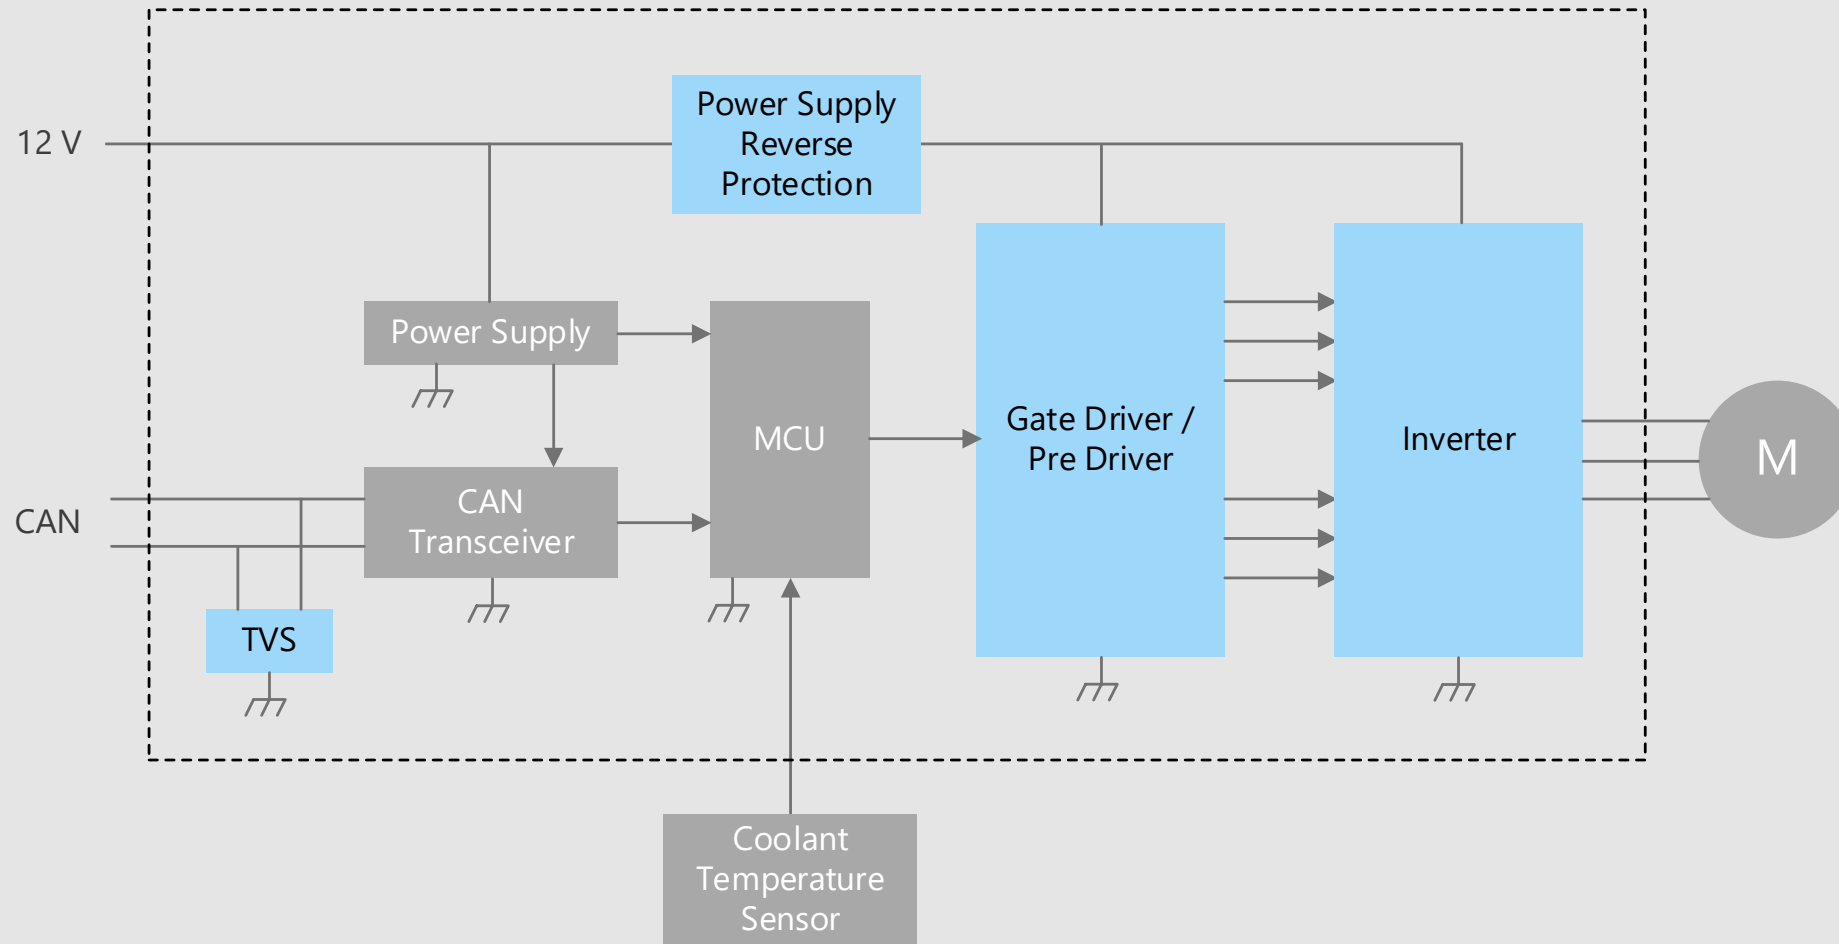 Power Supply
Reverse
Protection
12 V
Power Supply
MCU
Gate Driver /
Pre Driver
Inverter
M
CAN
CAN
Transceiver
TVS
Coolant
Temperature
Sensor